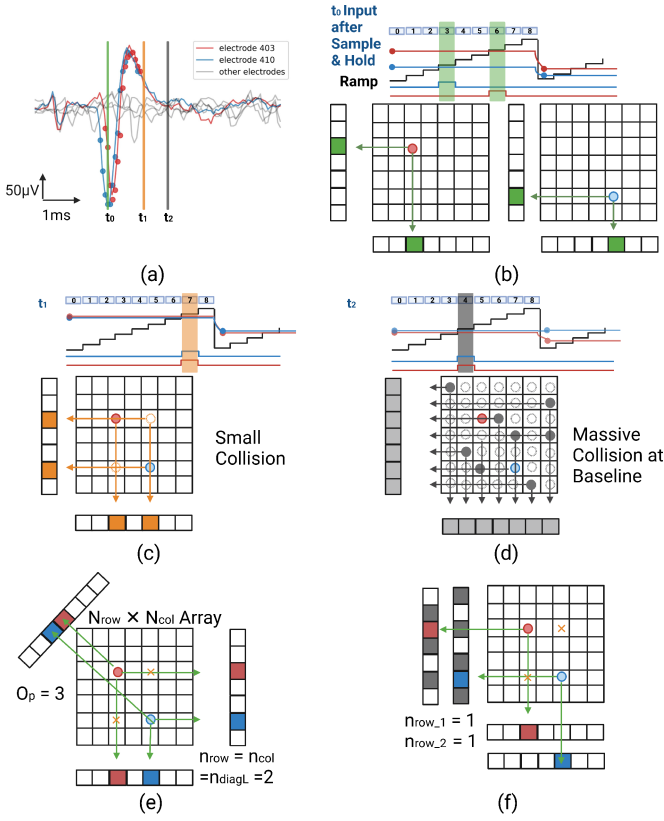 electrode 403
electrode 410
other electrodes
50μV
1ms
t₀
t₁
t₂
(a)
t₀ Input
after
Sample
& Hold
Ramp
0 1 2 3 4 5 6 7 8
(b)
t₁
0 1 2 3 4 5 6 7 8
Small
Collision
(c)
t₂
0 1 2 3 4 5 6 7 8
Massive
Collision at
Baseline
(d)
Nrow × Ncol Array
Op = 3
nrow = ncol
=ndiagL =2
(e)
nrow_1 = 1
nrow_2 = 1
(f)